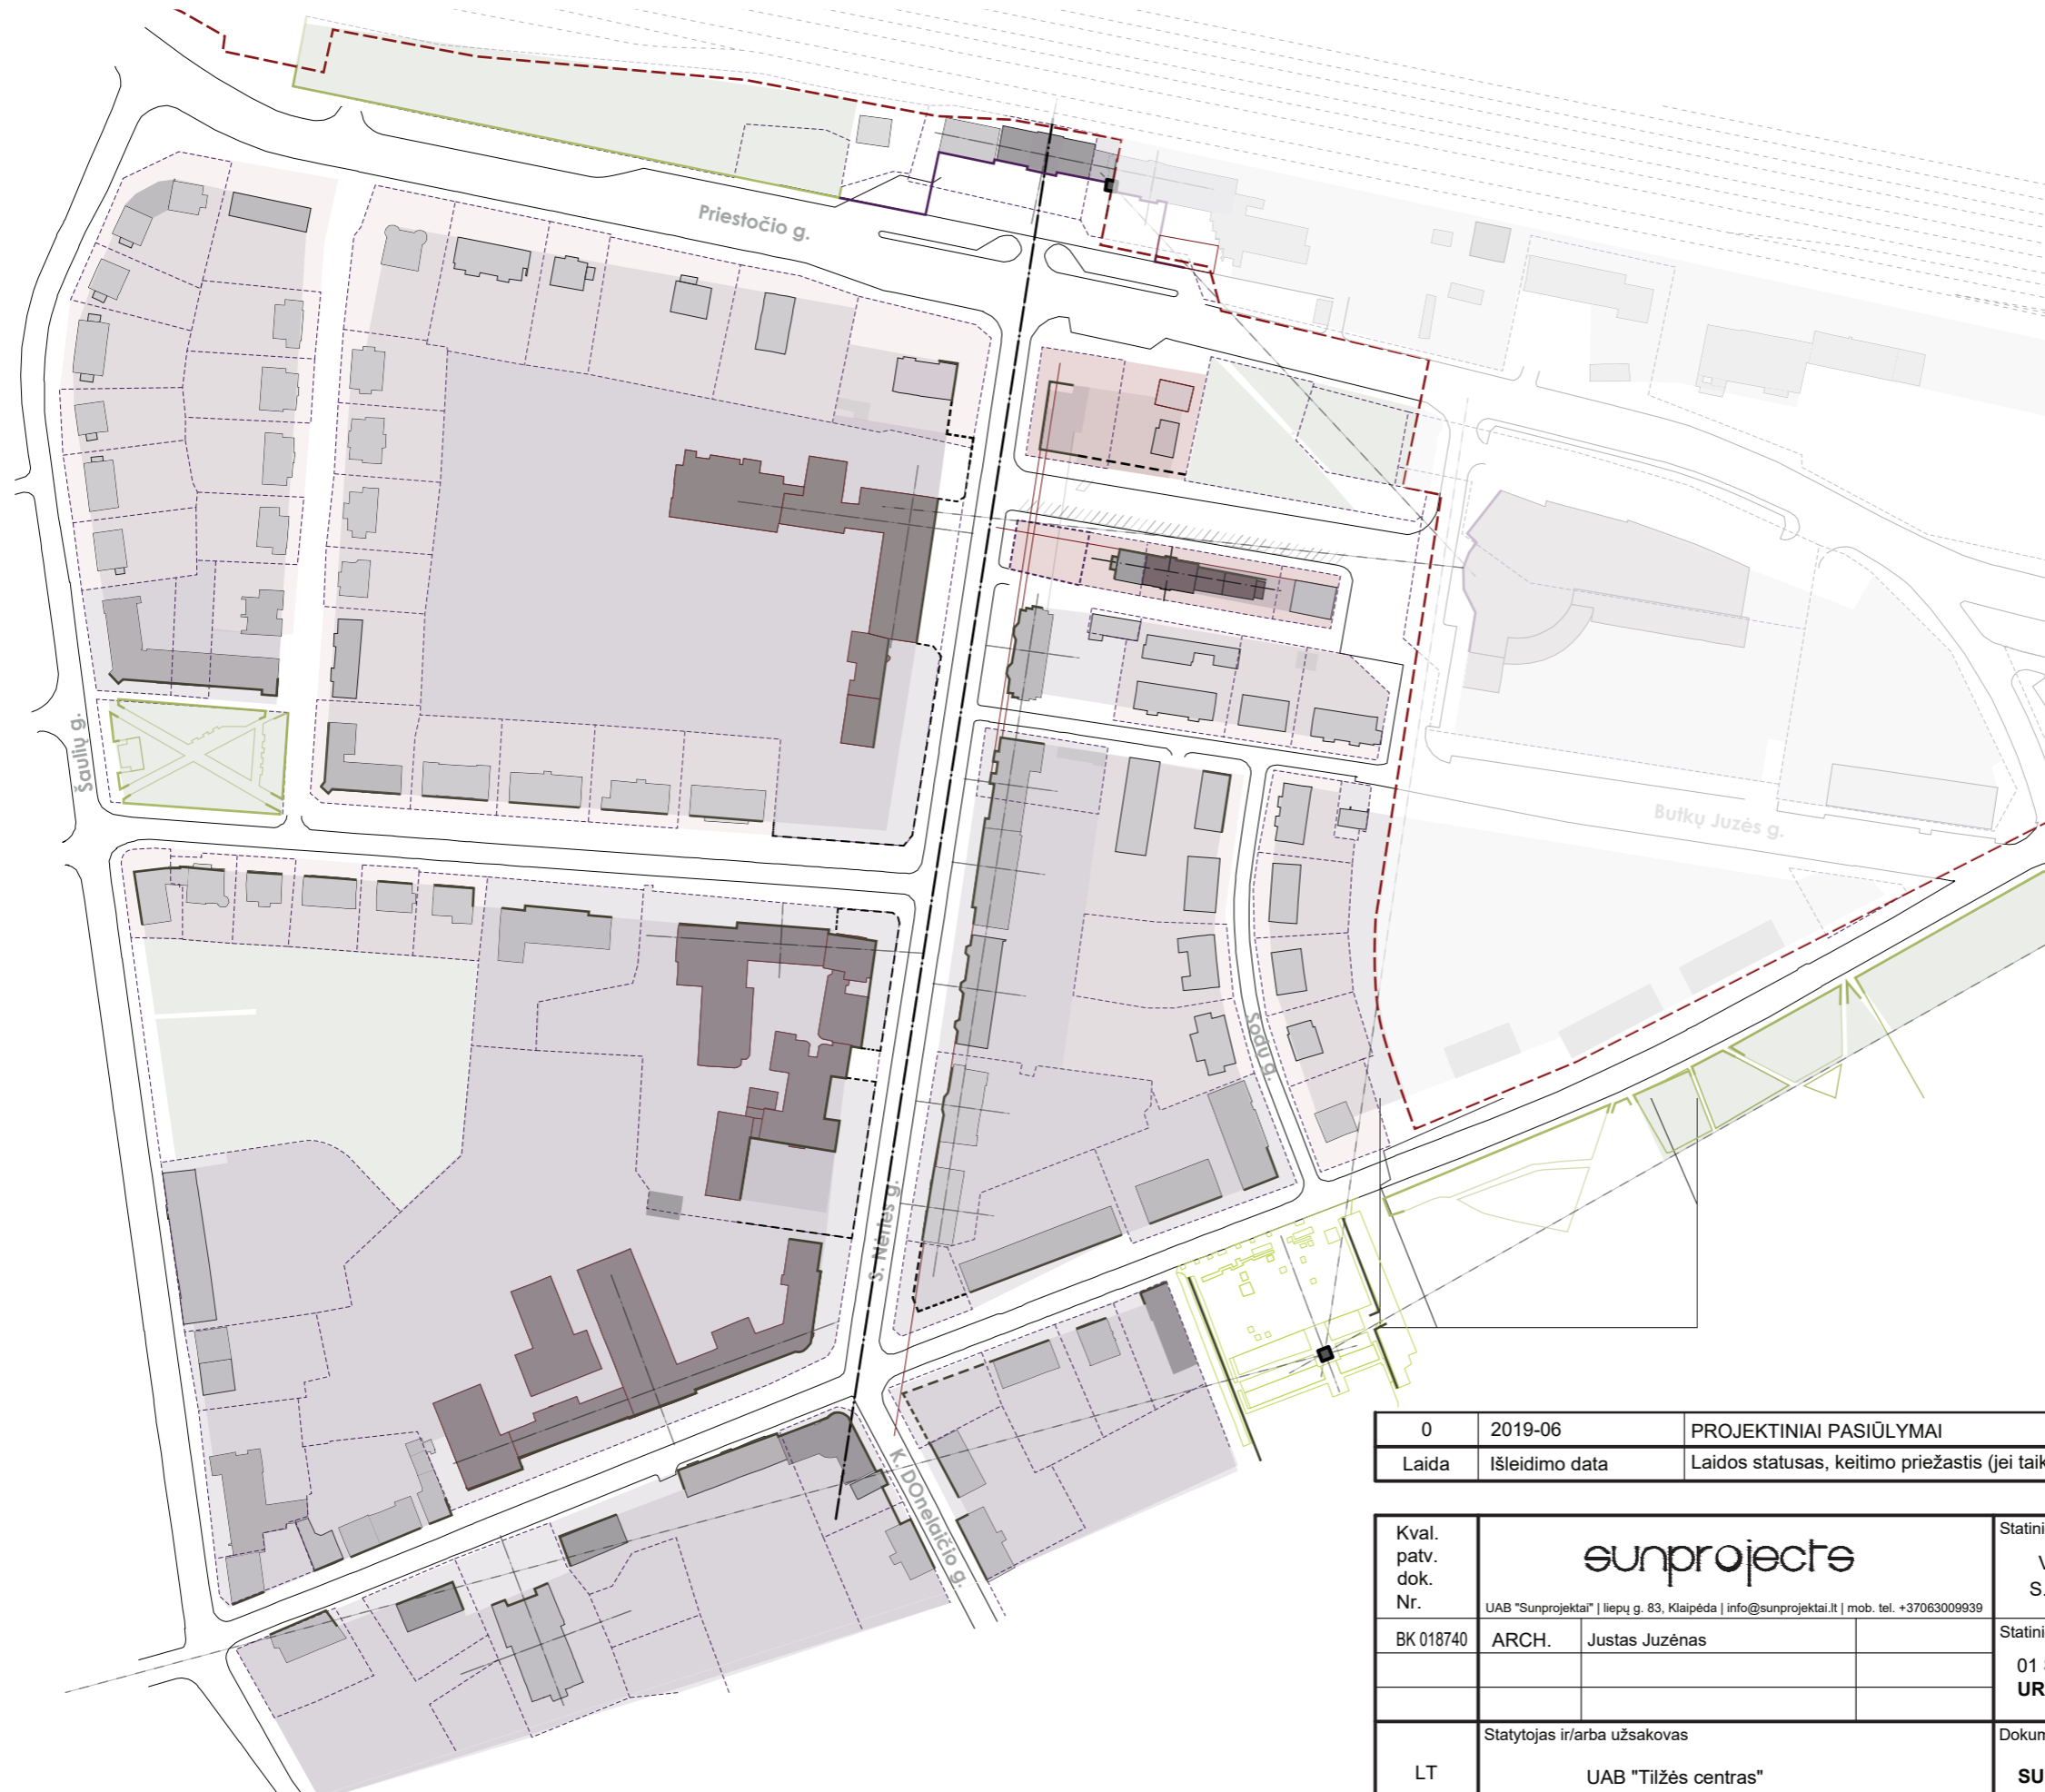 Priestočio g.
Šaulių g.
Butkų Juzės g.
Sodų g.
S. Nėries g.
K. DOnelaičio g.
0 2019-06 PROJEKTINIAI PASIŪLYMAI
Laida Išleidimo data Laidos statusas, keitimo priežastis (jei taik
Kval.
patv.
dok.
Nr.
sunprojects
UAB "Sunprojektai" | liepų g. 83, Klaipėda | info@sunprojektai.lt | mob. tel. +37063009939
Statini
V
S.
BK 018740 ARCH. Justas Juzėnas
Statini
01
UR
Statytojas ir/arba užsakovas
Dokum
LT UAB "Tilžės centras"
SU